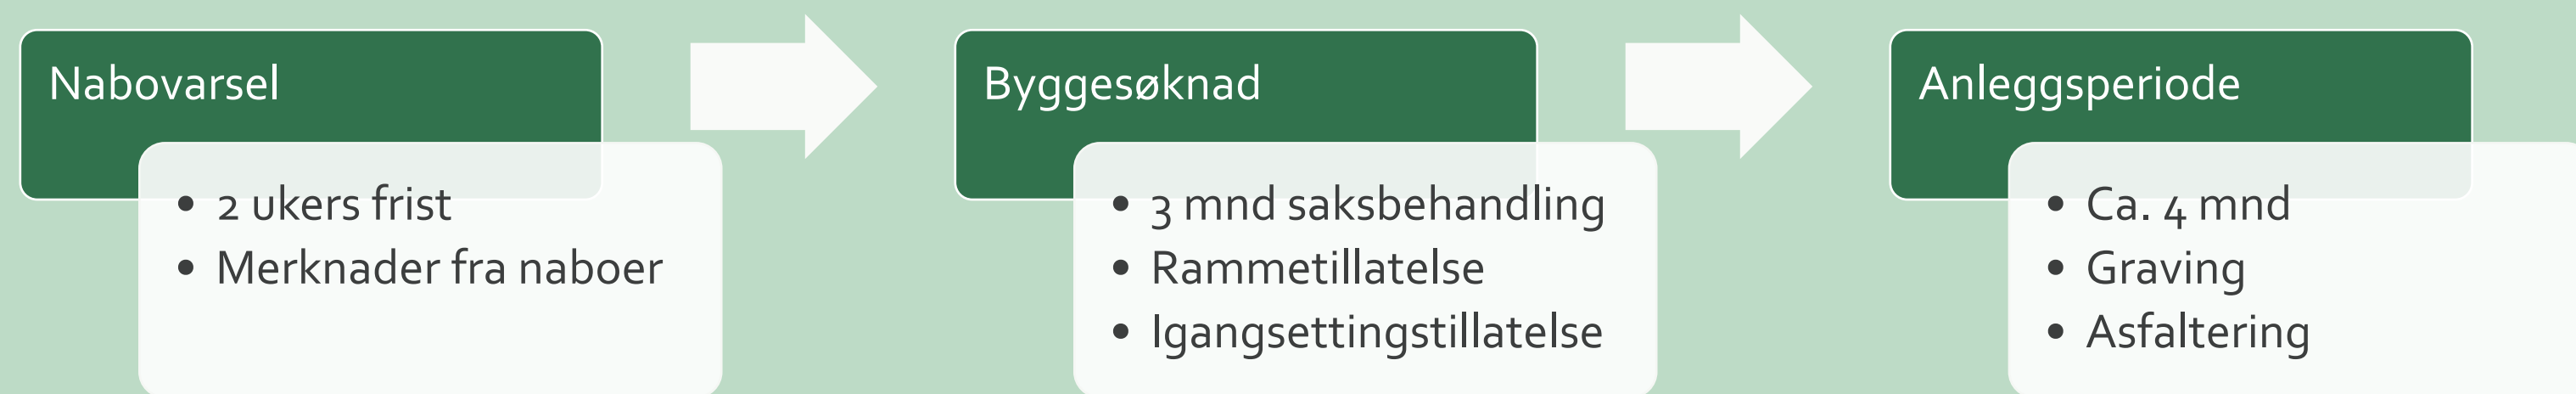 Nabovarsel
• 2 ukers frist
• Merknader fra naboer
Byggesøknad
• 3 mnd saksbehandling
• Rammetillatelse
• Igangsettingstillatelse
Anleggsperiode
• Ca. 4 mnd
• Graving
• Asfaltering